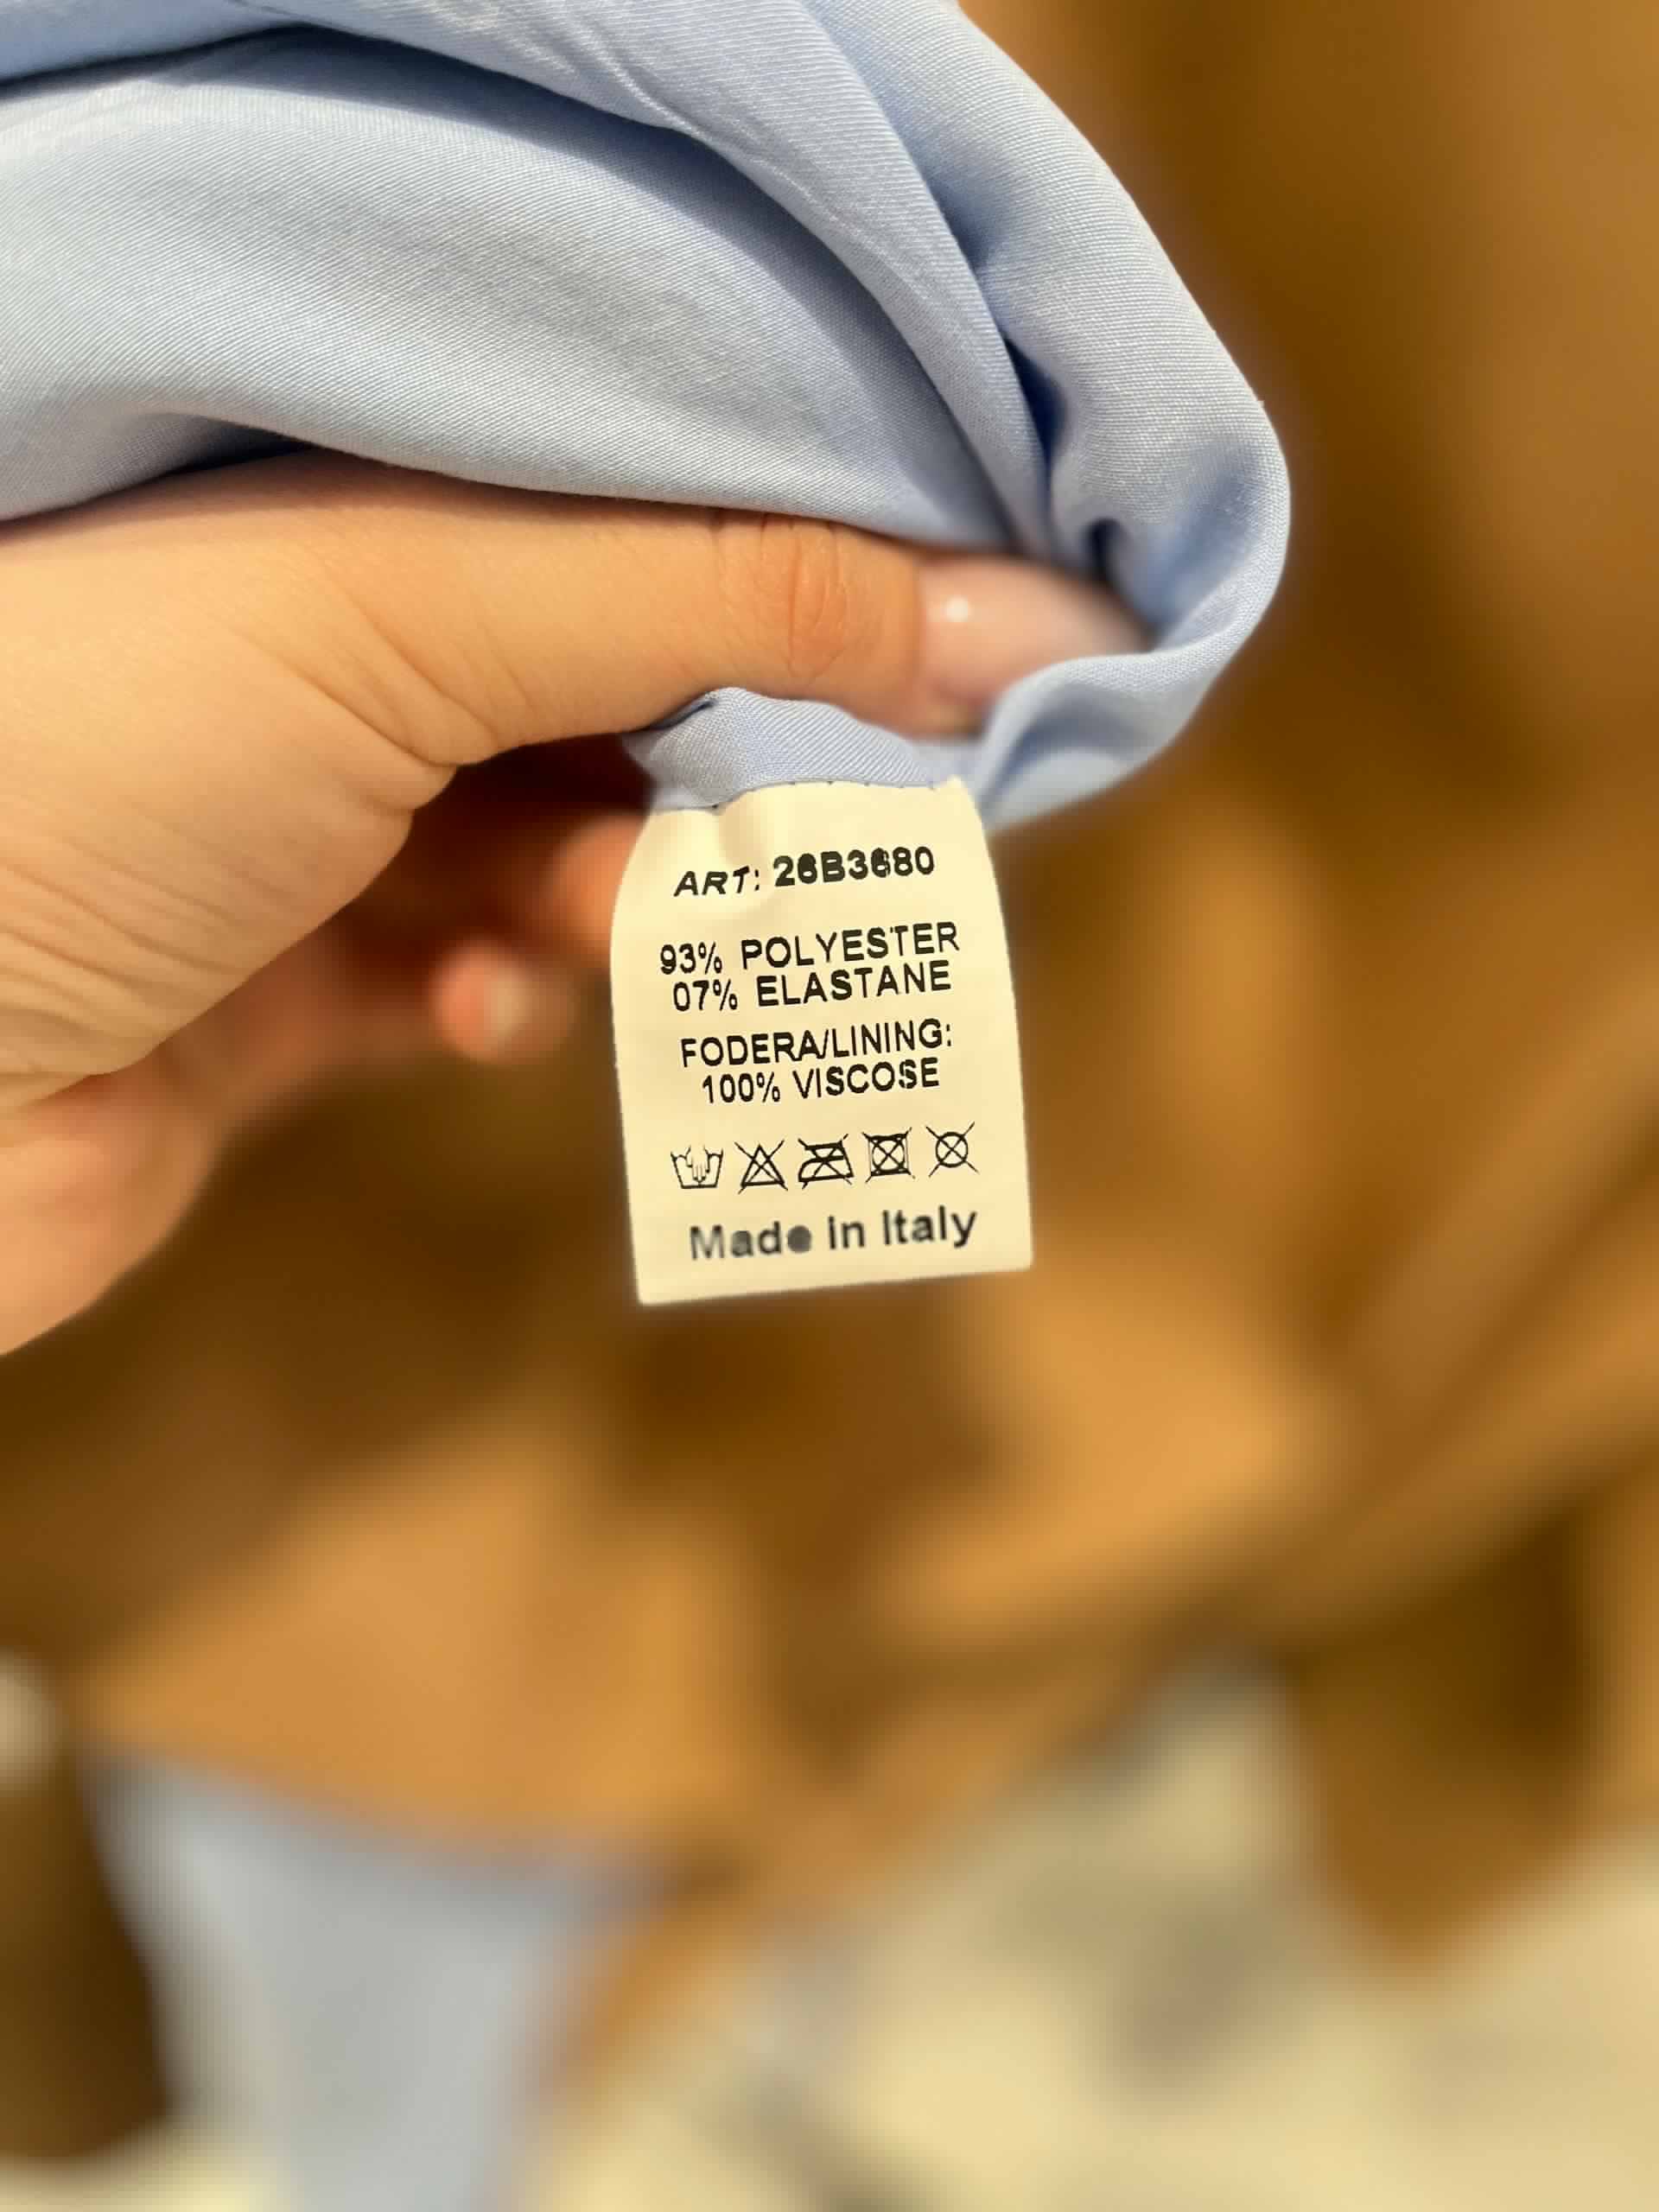 ART: 26B3680
93% POLYESTER
07% ELASTANE
FODERA/LINING:
100% VISCOSE
Made in Italy